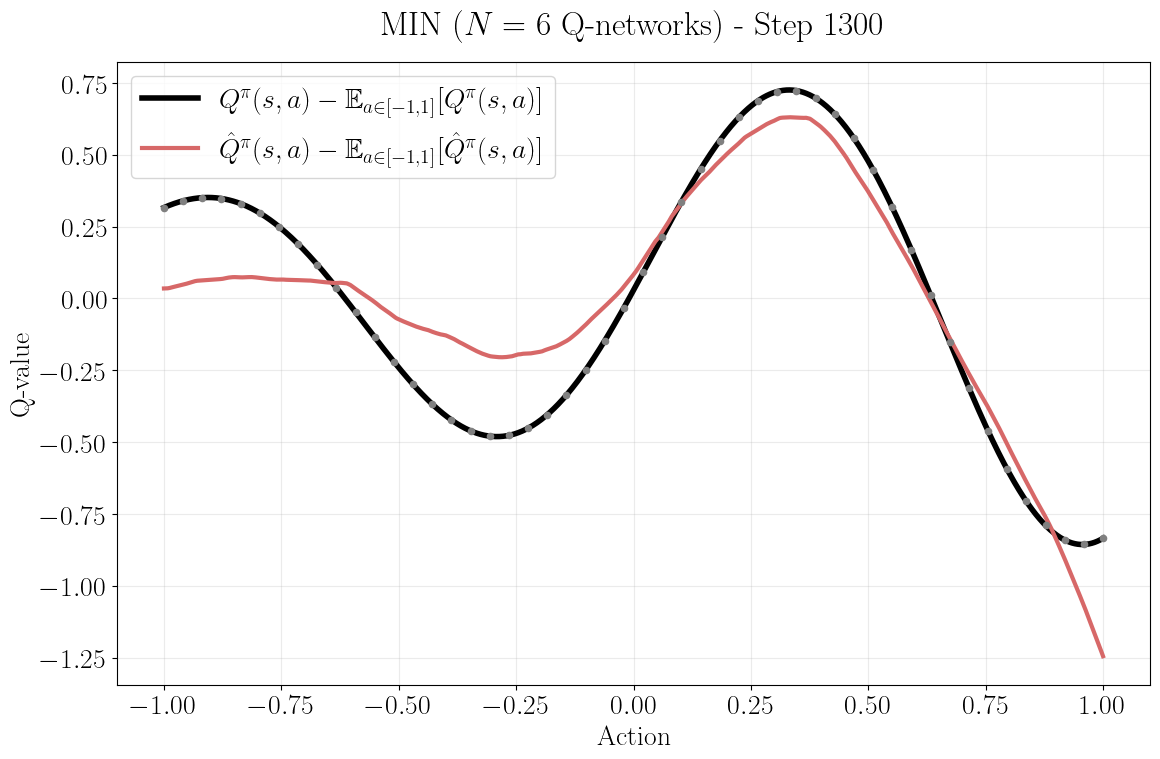 MIN (N = 6 Q-networks) - Step 1300
Q^π(s, a) − 𝔼_{a∈[−1,1]}[Q^π(s, a)]
Q̂^π(s, a) − 𝔼_{a∈[−1,1]}[Q̂^π(s, a)]
0.75
0.50
0.25
0.00
−0.25
−0.50
−0.75
−1.00
−1.25
Q-value
−1.00 −0.75 −0.50 −0.25 0.00 0.25 0.50 0.75 1.00
Action